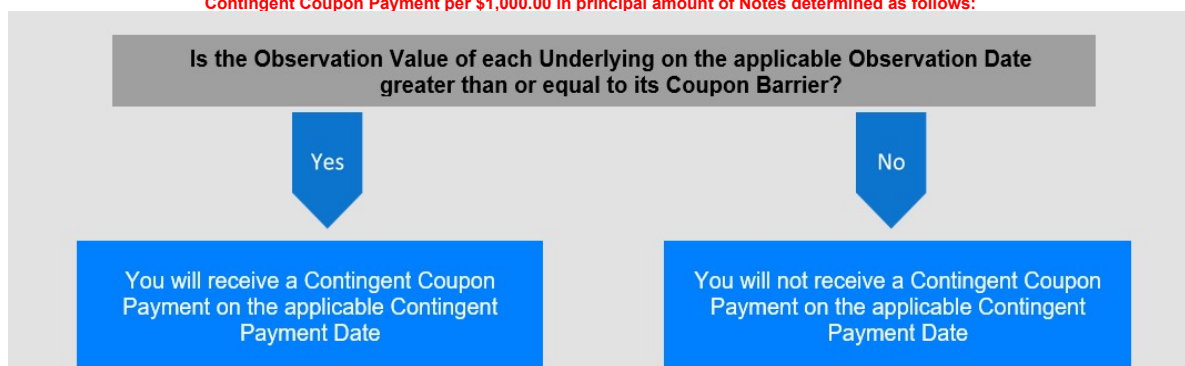 Contingent Coupon Payment per $1,000.00 in principal amount of Notes determined as follows:
Is the Observation Value of each Underlying on the applicable Observation Date
greater than or equal to its Coupon Barrier?
Yes
No
You will receive a Contingent Coupon
Payment on the applicable Contingent
Payment Date
You will not receive a Contingent Coupon
Payment on the applicable Contingent
Payment Date